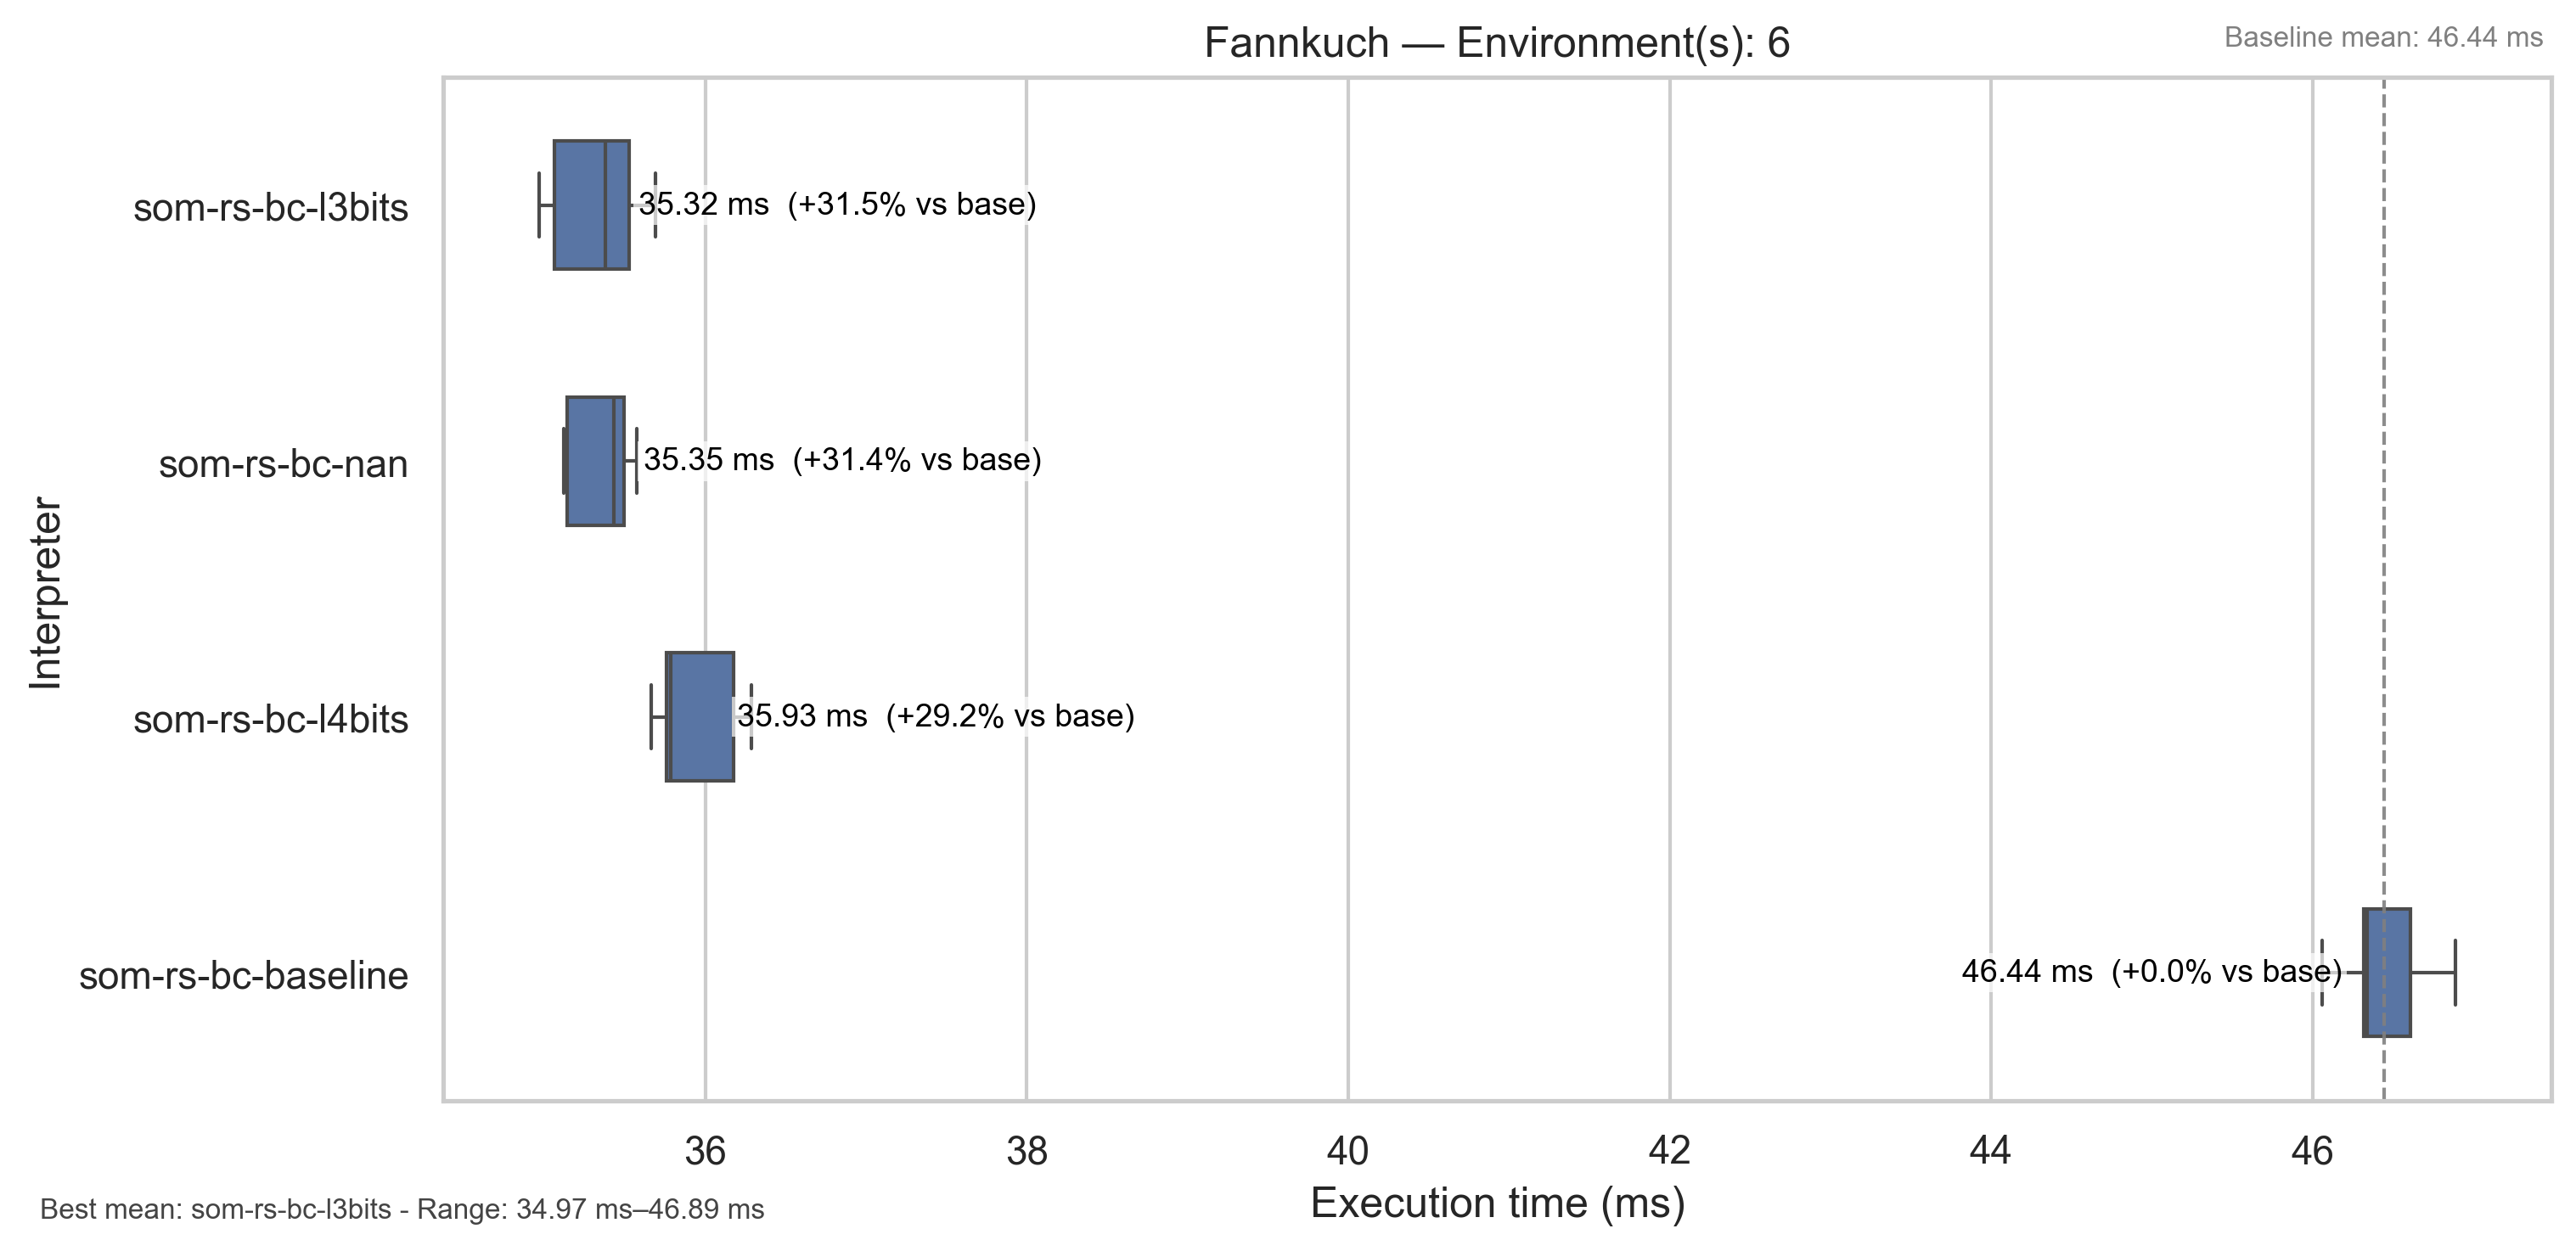 Fannkuch — Environment(s): 6
Baseline mean: 46.44 ms
Interpreter
som-rs-bc-l3bits
35.32 ms (+31.5% vs base)
som-rs-bc-nan
35.35 ms (+31.4% vs base)
som-rs-bc-l4bits
35.93 ms (+29.2% vs base)
som-rs-bc-baseline
46.44 ms (+0.0% vs base)
36 38 40 42 44 46
Execution time (ms)
Best mean: som-rs-bc-l3bits - Range: 34.97 ms–46.89 ms